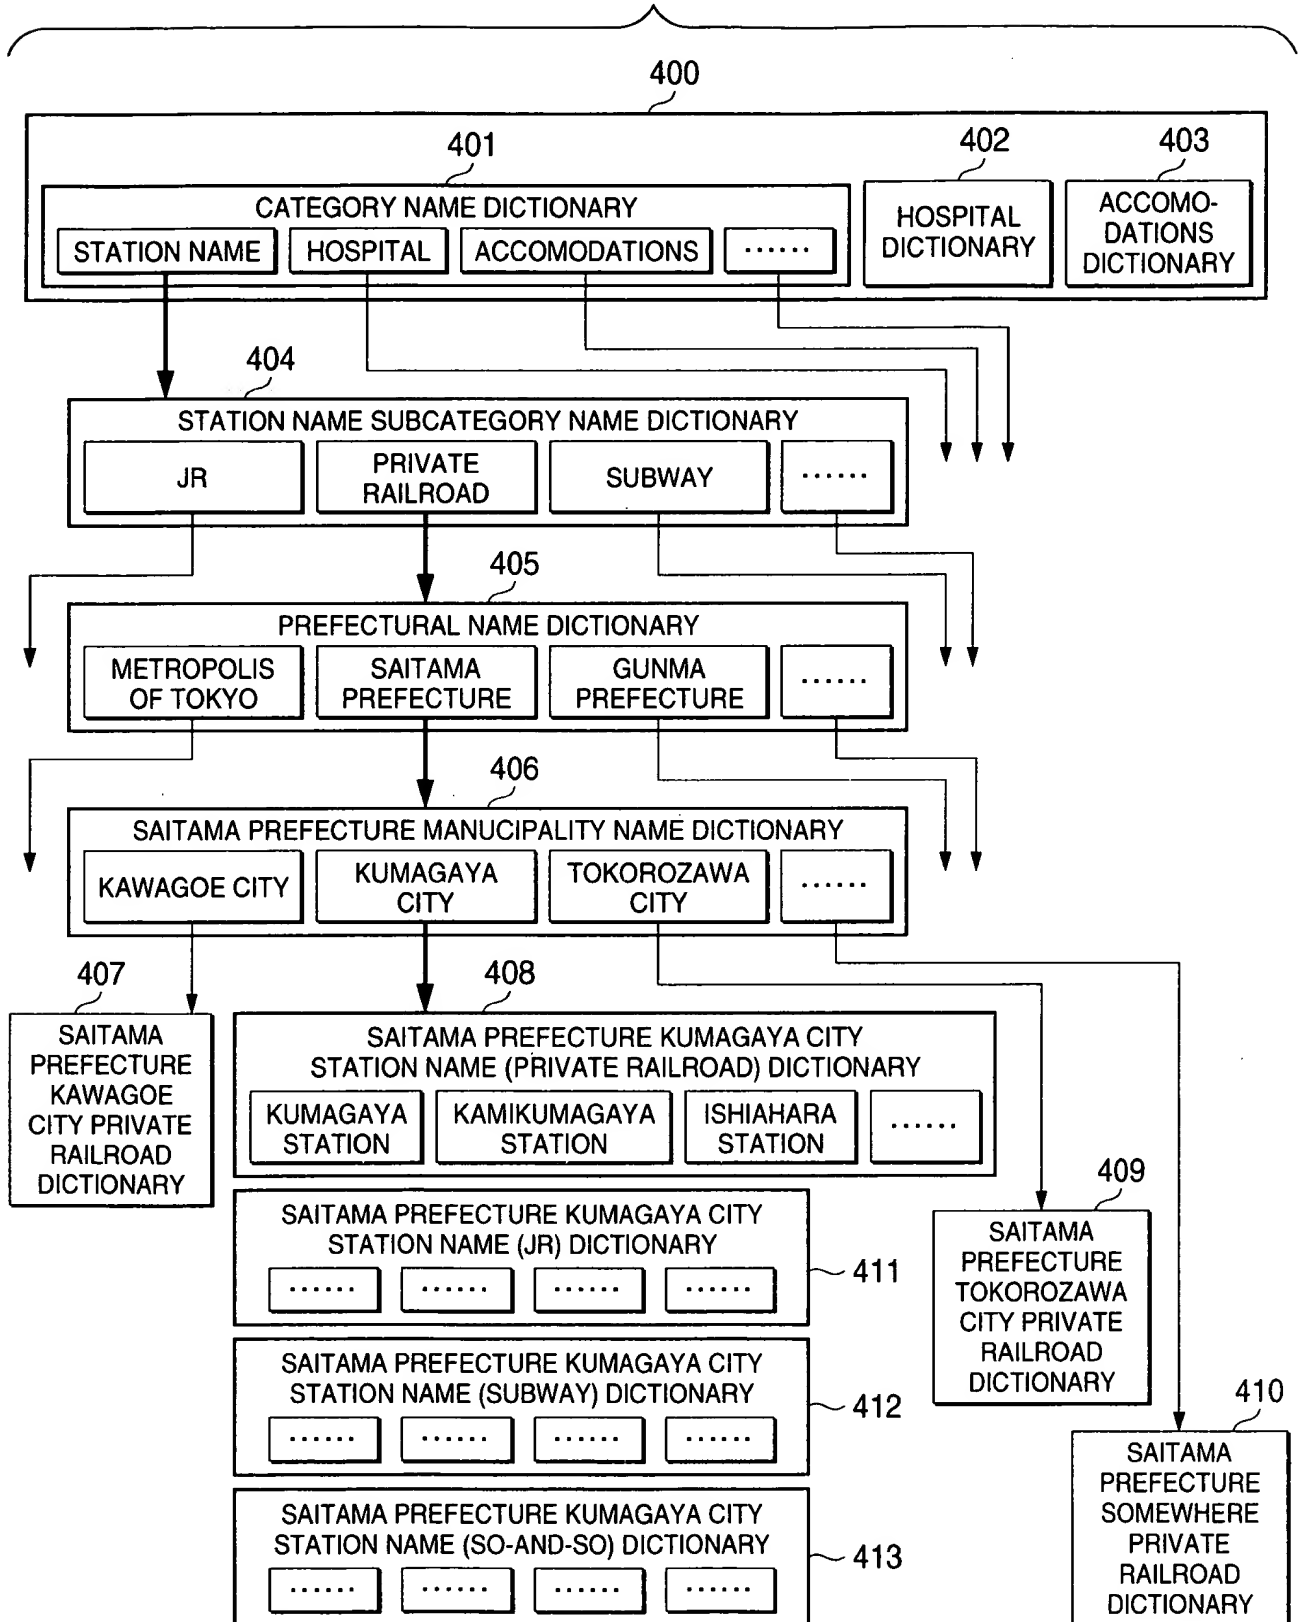 400
401
402
403
CATEGORY NAME DICTIONARY
STATION NAME
HOSPITAL
ACCOMODATIONS
......
HOSPITAL
DICTIONARY
ACCOMO-
DATIONS
DICTIONARY
404
STATION NAME SUBCATEGORY NAME DICTIONARY
JR
PRIVATE
RAILROAD
SUBWAY
......
405
PREFECTURAL NAME DICTIONARY
METROPOLIS
OF TOKYO
SAITAMA
PREFECTURE
GUNMA
PREFECTURE
......
406
SAITAMA PREFECTURE MANUCIPALITY NAME DICTIONARY
KAWAGOE CITY
KUMAGAYA
CITY
TOKOROZAWA
CITY
......
407
SAITAMA
PREFECTURE
KAWAGOE
CITY PRIVATE
RAILROAD
DICTIONARY
408
SAITAMA PREFECTURE KUMAGAYA CITY
STATION NAME (PRIVATE RAILROAD) DICTIONARY
KUMAGAYA
STATION
KAMIKUMAGAYA
STATION
ISHIAHARA
STATION
......
SAITAMA PREFECTURE KUMAGAYA CITY
STATION NAME (JR) DICTIONARY
...... ...... ...... ......
411
SAITAMA PREFECTURE KUMAGAYA CITY
STATION NAME (SUBWAY) DICTIONARY
...... ...... ...... ......
412
SAITAMA PREFECTURE KUMAGAYA CITY
STATION NAME (SO-AND-SO) DICTIONARY
...... ...... ...... ......
413
409
SAITAMA
PREFECTURE
TOKOROZAWA
CITY PRIVATE
RAILROAD
DICTIONARY
410
SAITAMA
PREFECTURE
SOMEWHERE
PRIVATE
RAILROAD
DICTIONARY